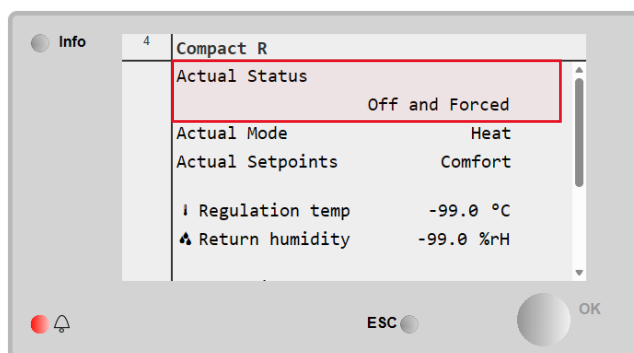 Info
4
Compact R
Actual Status
Off and Forced
Actual Mode Heat
Actual Setpoints Comfort
Regulation temp -99.0 °C
Return humidity -99.0 %rH
ESC
OK